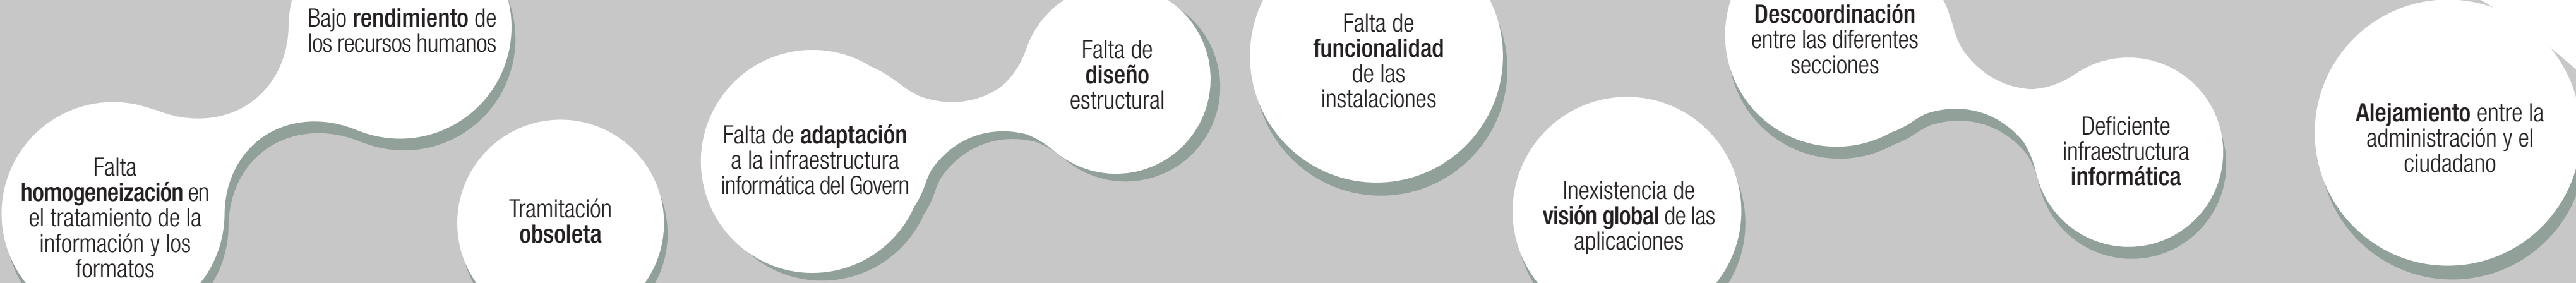 Bajo rendimiento de
los recursos humanos
Falta
homogeneización en
el tratamiento de la
información y los
formatos
Tramitación
obsoleta
Falta de adaptación
a la infraestructura
informática del Govern
Falta de
diseño
estructural
Falta de
funcionalidad
de las
instalaciones
Inexistencia de
visión global de las
aplicaciones
Descoordinación
entre las diferentes
secciones
Deficiente
infraestructura
informática
Alejamiento entre la
administración y el
ciudadano